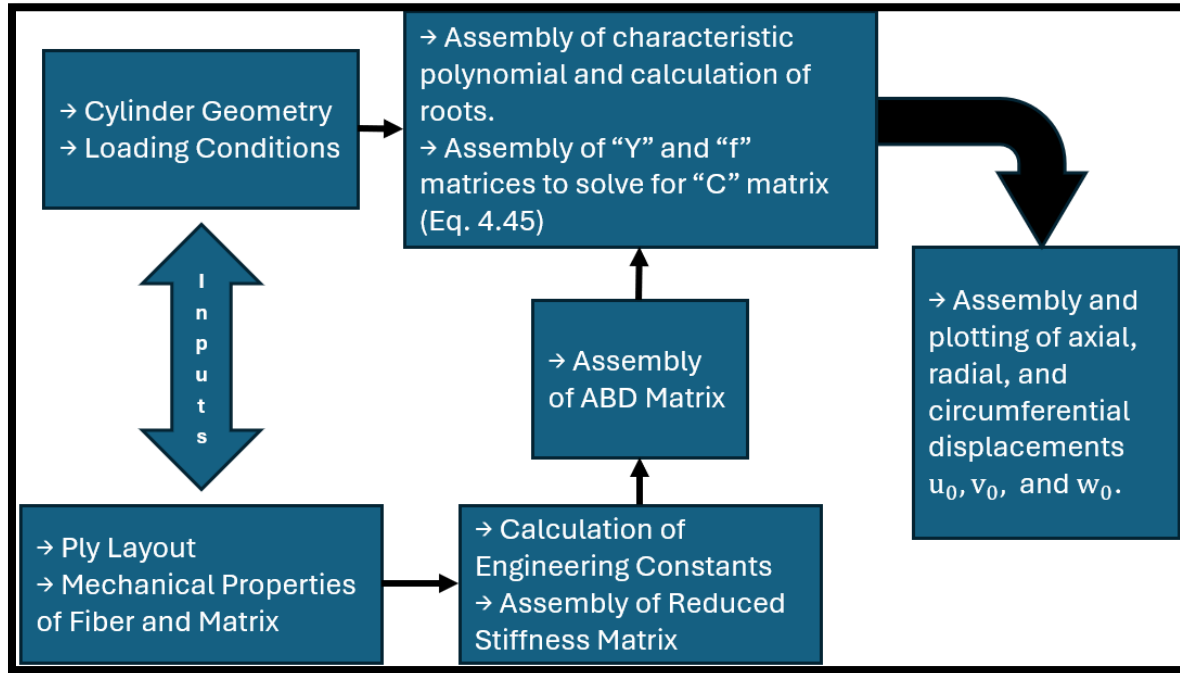 → Cylinder Geometry
→ Loading Conditions
→ Assembly of characteristic
polynomial and calculation of
roots.
→ Assembly of “Y” and “f”
matrices to solve for “C” matrix
(Eq. 4.45)
Inputs
→ Assembly
of ABD Matrix
→ Assembly and
plotting of axial,
radial, and
circumferential
displacements
u₀, v₀, and w₀.
→ Ply Layout
→ Mechanical Properties
of Fiber and Matrix
→ Calculation of
Engineering Constants
→ Assembly of Reduced
Stiffness Matrix